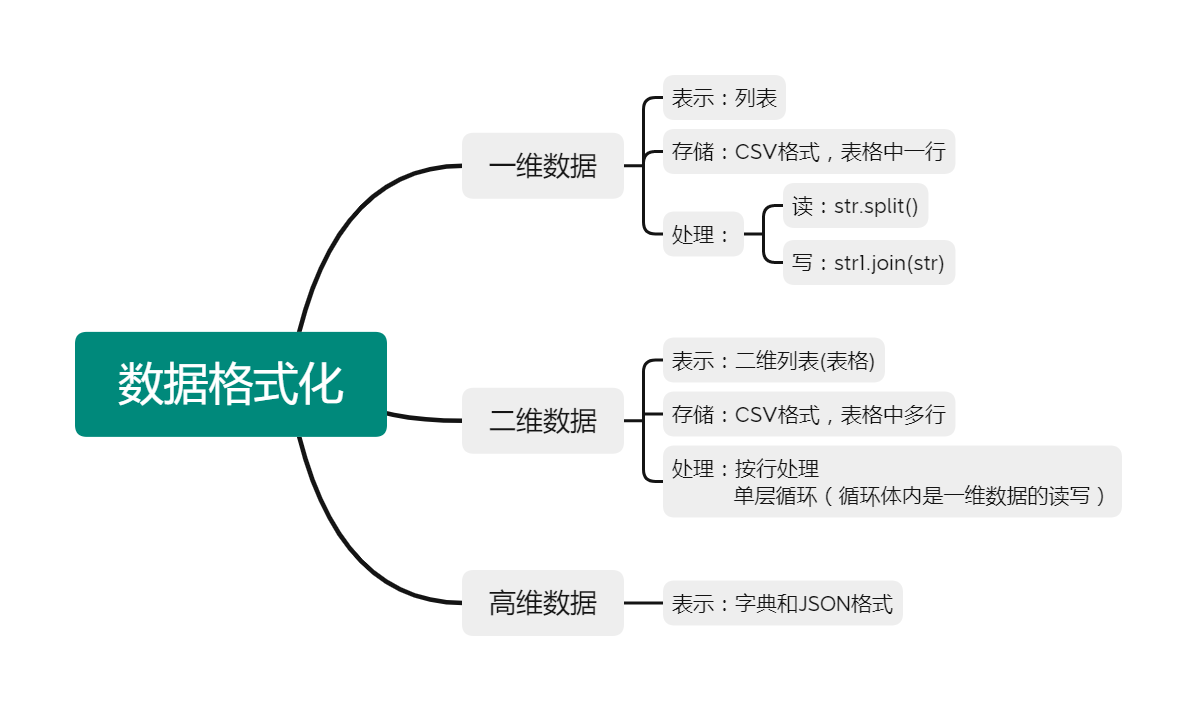 数据格式化
一维数据
表示：列表
存储：CSV格式，表格中一行
处理：
读：str.split()
写：str1.join(str)
二维数据
表示：二维列表(表格)
存储：CSV格式，表格中多行
处理：按行处理
单层循环（循环体内是一维数据的读写）
高维数据
表示：字典和JSON格式